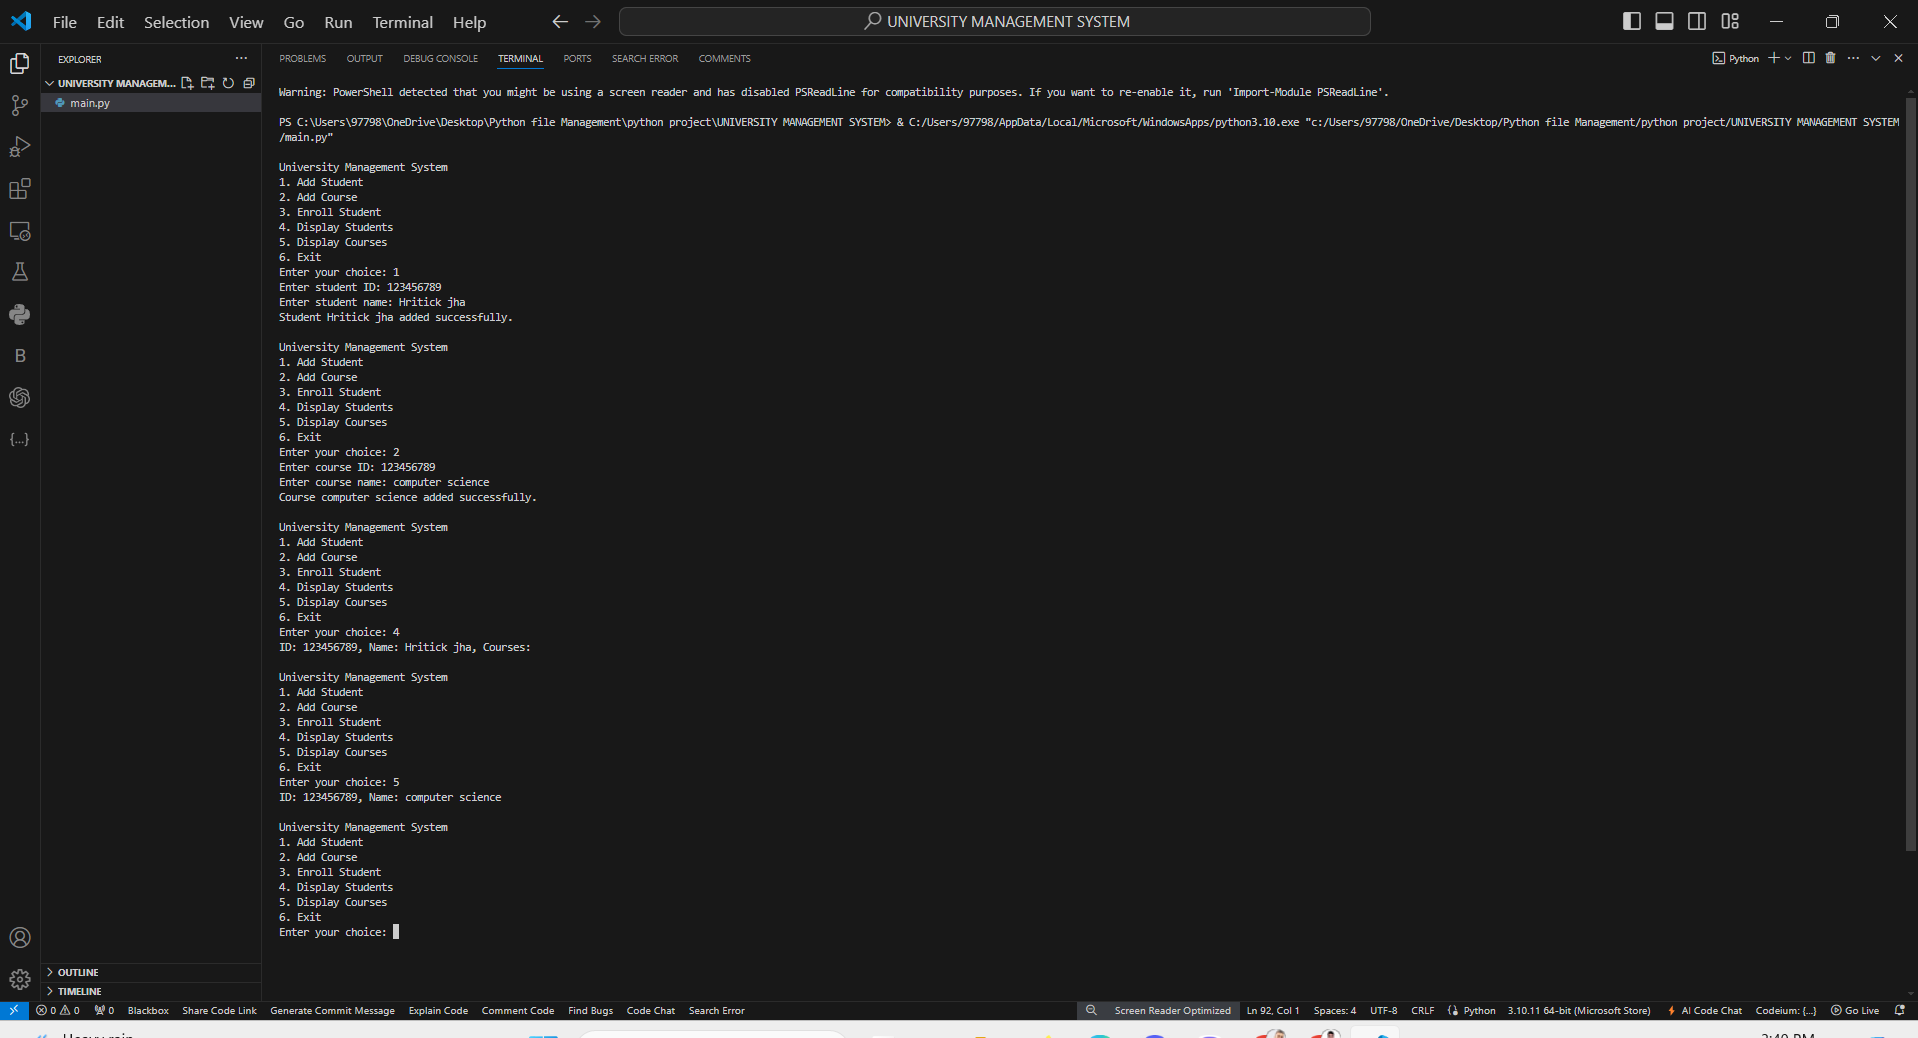 File Edit Selection View Go Run Terminal Help
UNIVERSITY MANAGEMENT SYSTEM
EXPLORER
UNIVERSITY MANAGEM...
main.py
PROBLEMS OUTPUT DEBUG CONSOLE TERMINAL PORTS SEARCH ERROR COMMENTS
Python
Warning: PowerShell detected that you might be using a screen reader and has disabled PSReadLine for compatibility purposes. If you want to re-enable it, run 'Import-Module PSReadLine'.
PS C:\Users\97798\OneDrive\Desktop\Python file Management\python project\UNIVERSITY MANAGEMENT SYSTEM> & C:/Users/97798/AppData/Local/Microsoft/WindowsApps/python3.10.exe "c:/Users/97798/OneDrive/Desktop/Python file Management/python project/UNIVERSITY MANAGEMENT SYSTEM
/main.py"
University Management System
1. Add Student
2. Add Course
3. Enroll Student
4. Display Students
5. Display Courses
6. Exit
Enter your choice: 1
Enter student ID: 123456789
Enter student name: Hritick jha
Student Hritick jha added successfully.
University Management System
1. Add Student
2. Add Course
3. Enroll Student
4. Display Students
5. Display Courses
6. Exit
Enter your choice: 2
Enter course ID: 123456789
Enter course name: computer science
Course computer science added successfully.
University Management System
1. Add Student
2. Add Course
3. Enroll Student
4. Display Students
5. Display Courses
6. Exit
Enter your choice: 4
ID: 123456789, Name: Hritick jha, Courses:
University Management System
1. Add Student
2. Add Course
3. Enroll Student
4. Display Students
5. Display Courses
6. Exit
Enter your choice: 5
ID: 123456789, Name: computer science
University Management System
1. Add Student
2. Add Course
3. Enroll Student
4. Display Students
5. Display Courses
6. Exit
Enter your choice:
OUTLINE
TIMELINE
0 0 0 Blackbox Share Code Link Generate Commit Message Explain Code Comment Code Find Bugs Code Chat Search Error Screen Reader Optimized Ln 92, Col 1 Spaces: 4 UTF-8 CRLF Python 3.10.11 64-bit (Microsoft Store) AI Code Chat Codeium: {...} Go Live